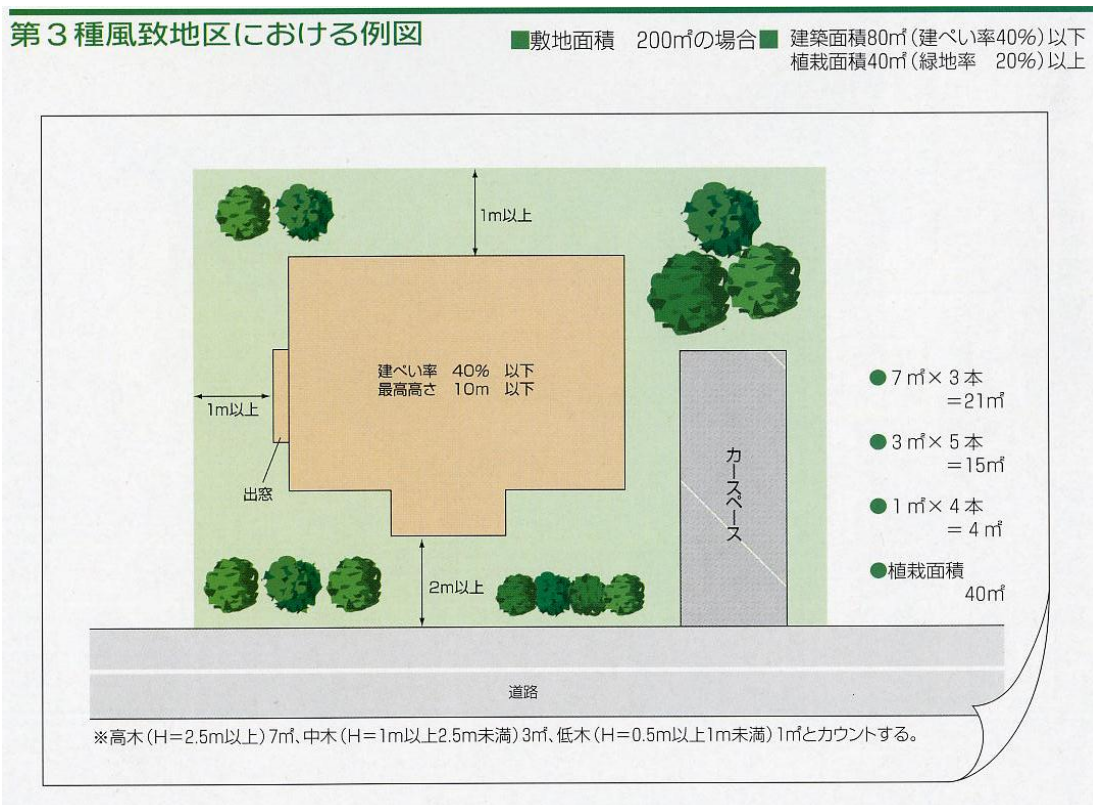 第3種風致地区における例図
■敷地面積 200㎡の場合■ 建築面積80㎡(建ぺい率40%)以下
植栽面積40㎡(緑地率 20%)以上
1m以上
建ぺい率 40% 以下
最高高さ 10m 以下
1m以上
出窓
カースペース
2m以上
●7㎡×3本
=21㎡
●3㎡×5本
=15㎡
●1㎡×4本
=4㎡
●植栽面積
40㎡
道路
※高木(H=2.5m以上)7㎡、中木(H=1m以上2.5m未満)3㎡、低木(H=0.5m以上1m未満)1㎡とカウントする。